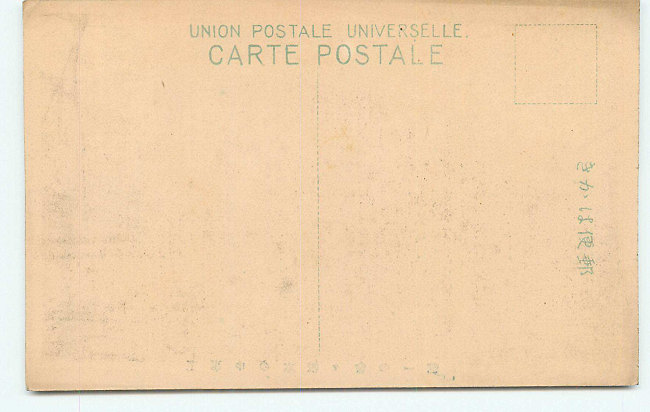 UNION POSTALE UNIVERSELLE.
CARTE POSTALE
郵便はかき